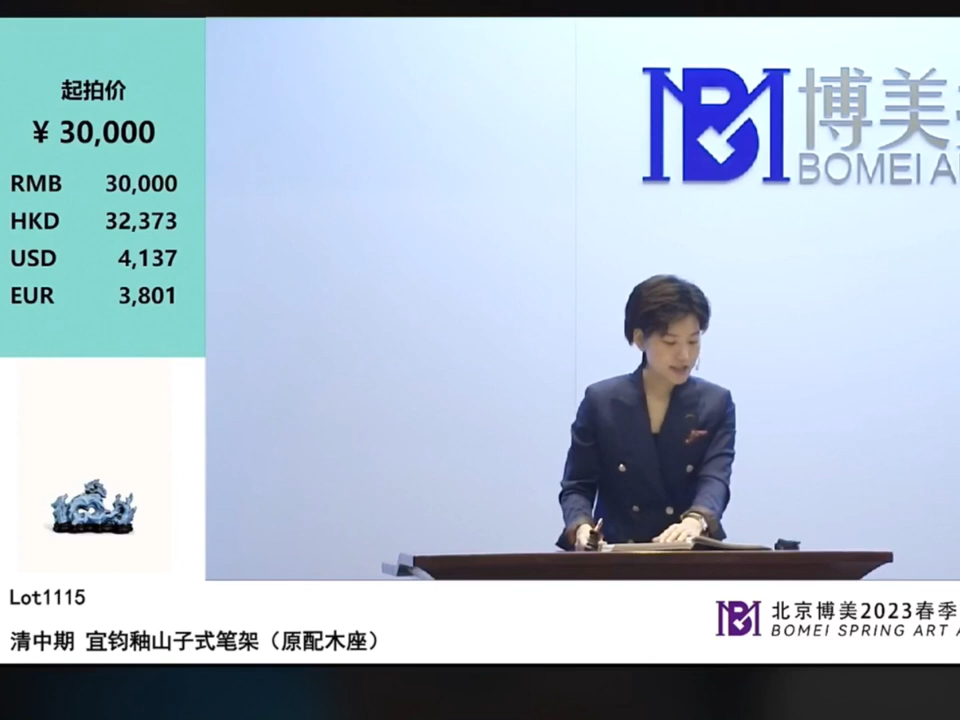 起拍价
¥ 30,000
RMB 30,000
HKD 32,373
USD 4,137
EUR 3,801
博美
BOMEI A
Lot1115
清中期 宜钧釉山子式笔架（原配木座）
北京博美2023春季
BOMEI SPRING ART A